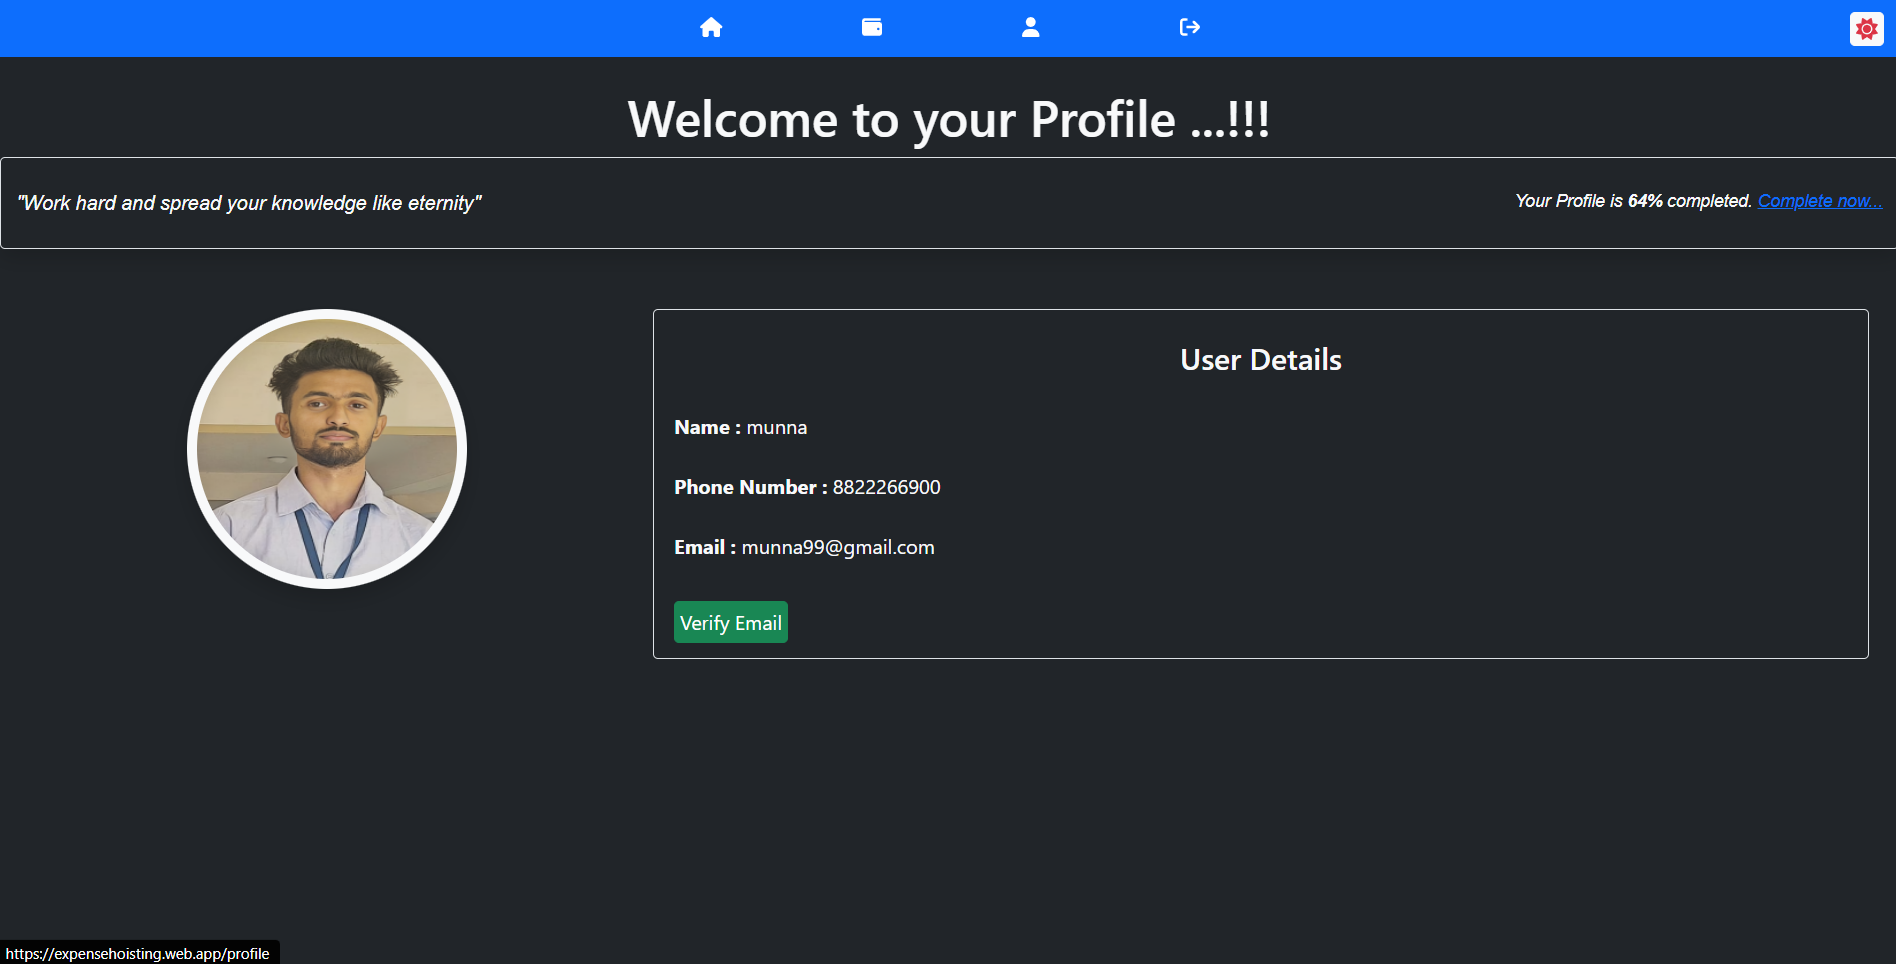 Welcome to your Profile ...!!!
"Work hard and spread your knowledge like eternity"
Your Profile is 64% completed. Complete now...
User Details
Name : munna
Phone Number : 8822266900
Email : munna99@gmail.com
Verify Email
https://expensehoisting.web.app/profile